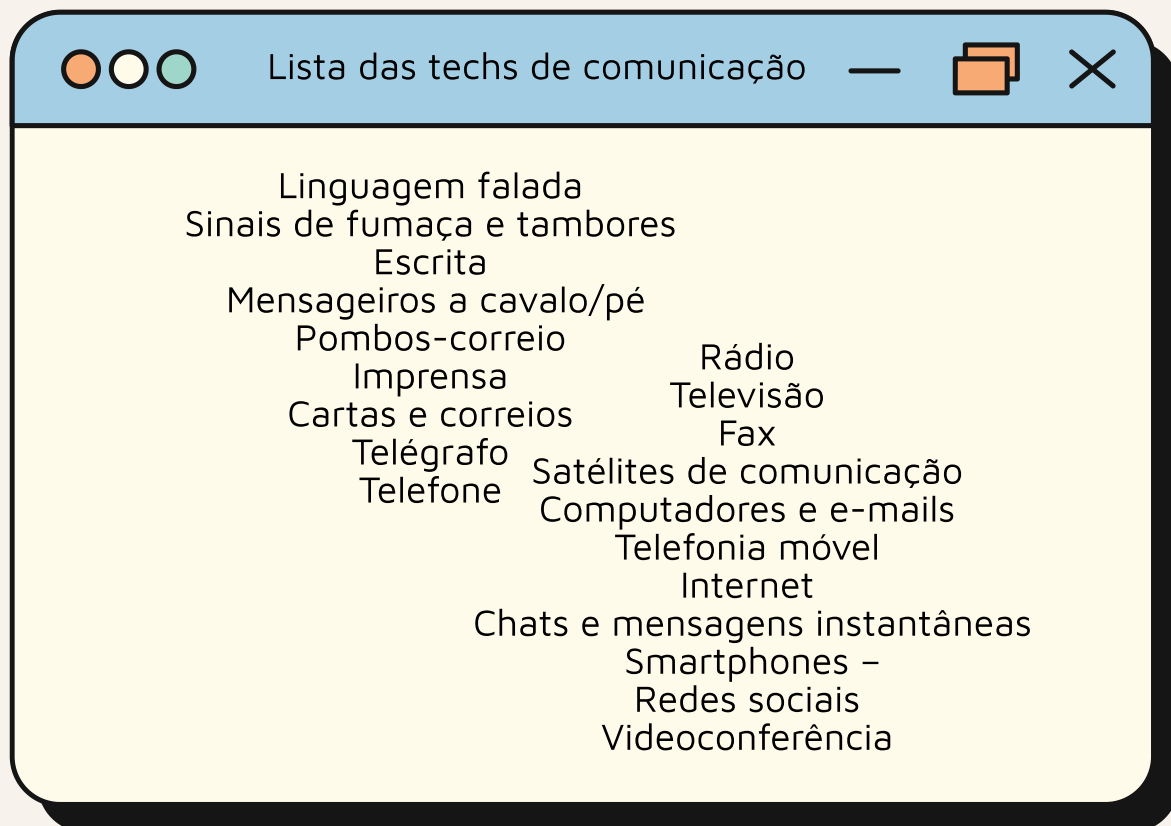 Lista das techs de comunicação
Linguagem falada
Sinais de fumaça e tambores
Escrita
Mensageiros a cavalo/pé
Pombos-correio
Imprensa
Cartas e correios
Telégrafo
Telefone
Rádio
Televisão
Fax
Satélites de comunicação
Computadores e e-mails
Telefonia móvel
Internet
Chats e mensagens instantâneas
Smartphones –
Redes sociais
Videoconferência